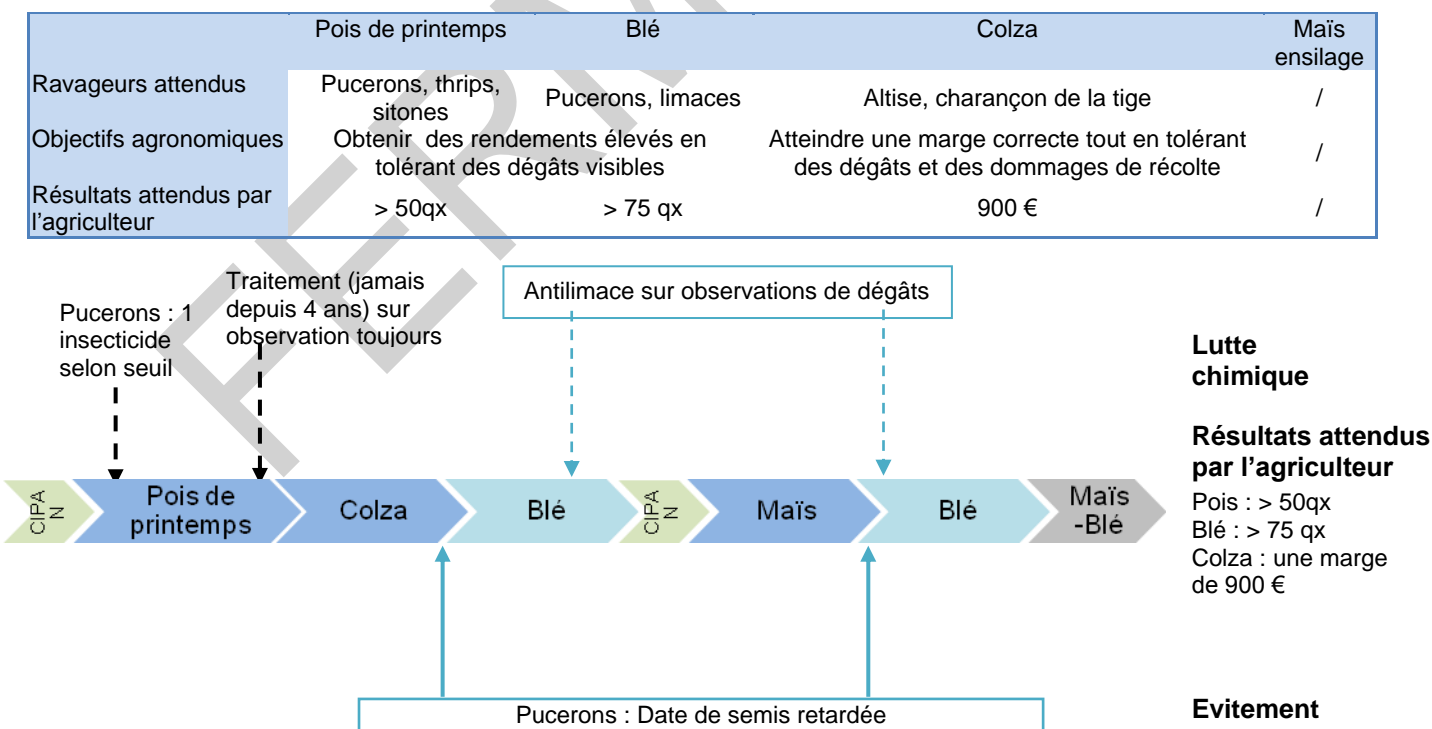 Pois de printemps Blé Colza Maïs
ensilage
Ravageurs attendus Pucerons, thrips,
sitones Pucerons, limaces Altise, charançon de la tige /
Objectifs agronomiques Obtenir des rendements élevés en
tolérant des dégâts visibles Atteindre une marge correcte tout en tolérant
des dégâts et des dommages de récolte /
Résultats attendus par
l’agriculteur > 50qx > 75 qx 900 € /
Pucerons : 1
insecticide
selon seuil
Traitement (jamais
depuis 4 ans) sur
observation toujours
Antilimace sur observations de dégâts
Lutte
chimique
Résultats attendus
par l’agriculteur
Pois : > 50qx
Blé : > 75 qx
Colza : une marge
de 900 €
CIPA
N
Pois de
printemps
Colza
Blé
CIPA
N
Maïs
Blé
Maïs
-Blé
Pucerons : Date de semis retardée
Evitement